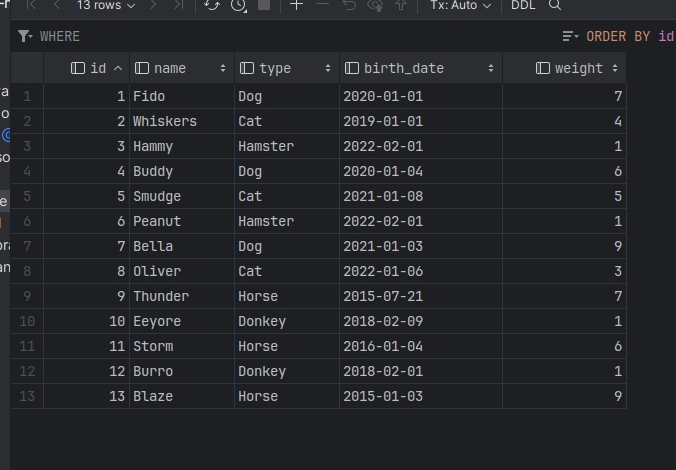 13 rows Tx: Auto DDL
WHERE ORDER BY id
id name type birth_date weight
1 1 Fido Dog 2020-01-01 7
2 2 Whiskers Cat 2019-01-01 4
3 3 Hammy Hamster 2022-02-01 1
4 4 Buddy Dog 2020-01-04 6
5 5 Smudge Cat 2021-01-08 5
6 6 Peanut Hamster 2022-02-01 1
7 7 Bella Dog 2021-01-03 9
8 8 Oliver Cat 2022-01-06 3
9 9 Thunder Horse 2015-07-21 7
10 10 Eeyore Donkey 2018-02-09 1
11 11 Storm Horse 2016-01-04 6
12 12 Burro Donkey 2018-02-01 1
13 13 Blaze Horse 2015-01-03 9